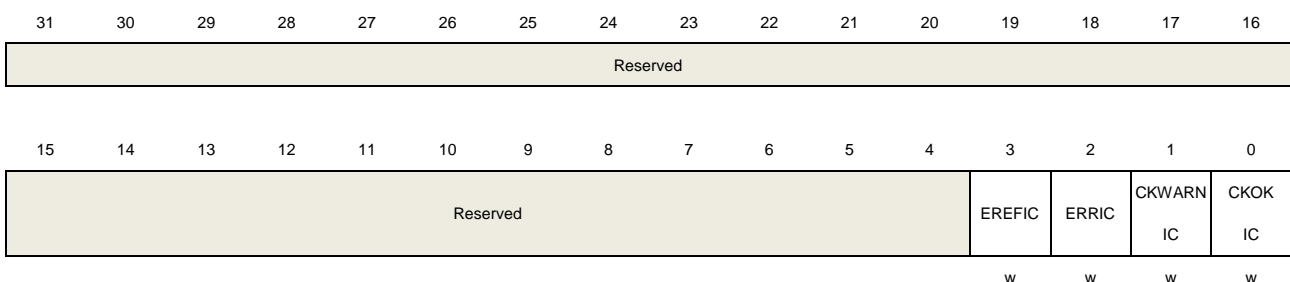 31 30 29 28 27 26 25 24 23 22 21 20 19 18 17 16
Reserved
15 14 13 12 11 10 9 8 7 6 5 4 3 2 1 0
Reserved EREFIC ERRIC CKWARN IC CKOK IC
w w w w